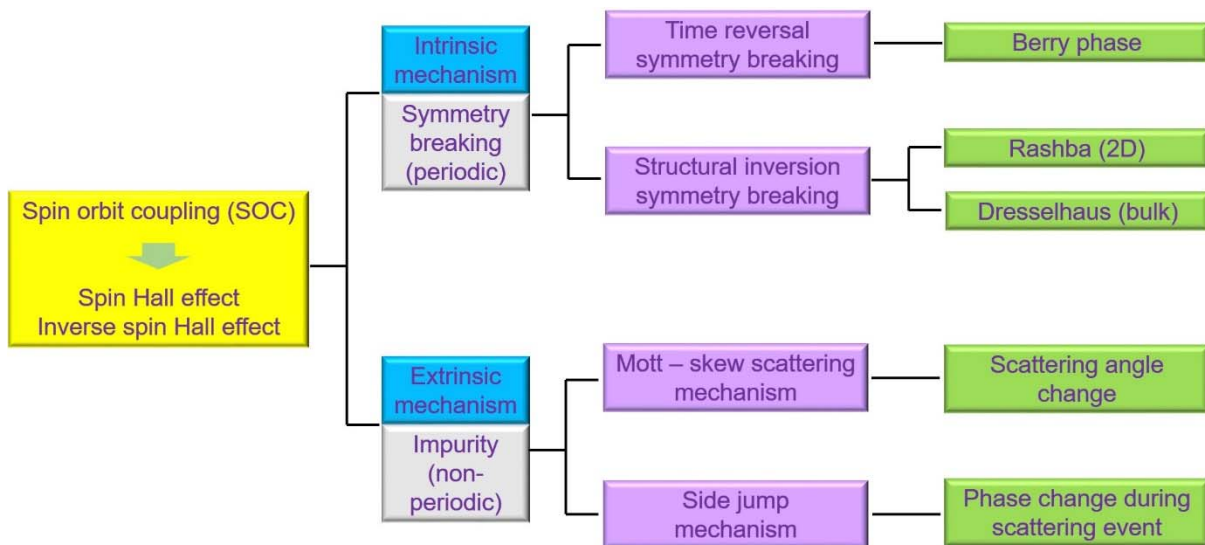 Spin orbit coupling (SOC)
Spin Hall effect
Inverse spin Hall effect
Intrinsic
mechanism
Symmetry
breaking
(periodic)
Time reversal
symmetry breaking
Berry phase
Structural inversion
symmetry breaking
Rashba (2D)
Dresselhaus (bulk)
Extrinsic
mechanism
Impurity
(non-
periodic)
Mott – skew scattering
mechanism
Scattering angle
change
Side jump
mechanism
Phase change during
scattering event